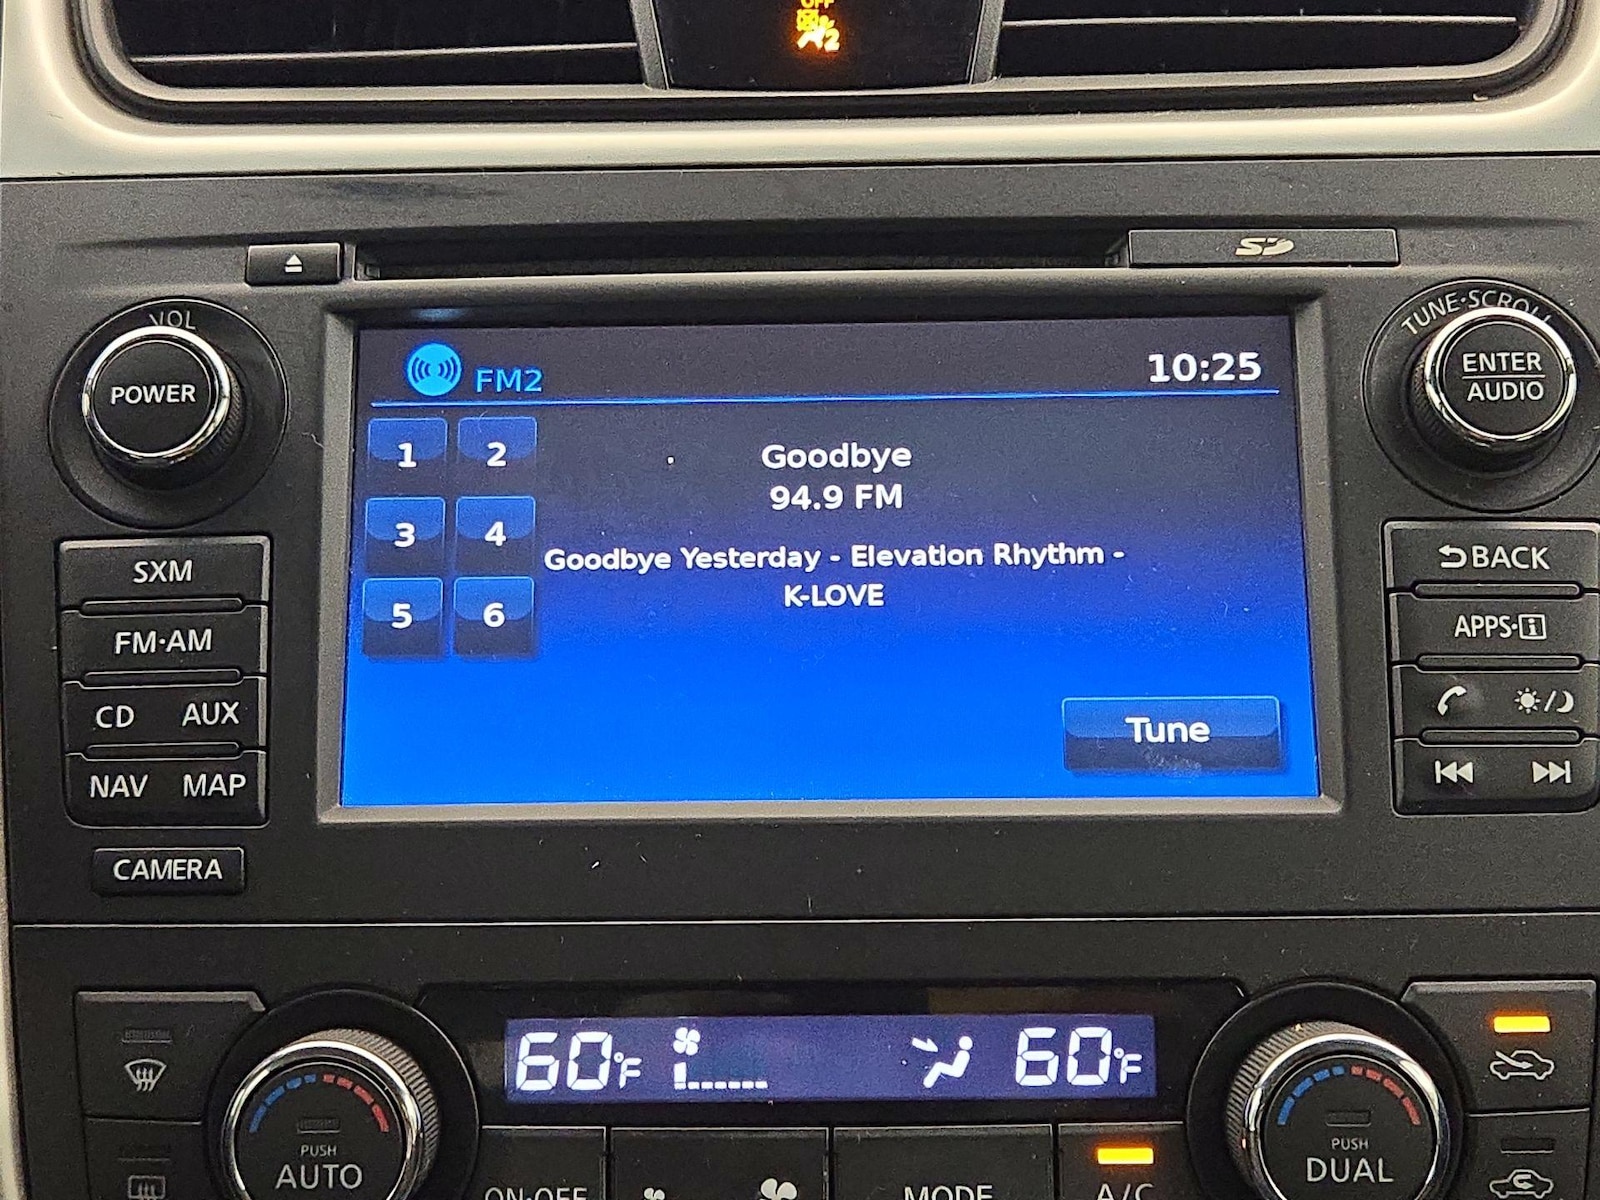 OFF
2
SD
VOL
POWER
TUNE·SCROLL
ENTER
AUDIO
FM2
10:25
1 2
3 4
5 6
Goodbye
94.9 FM
Goodbye Yesterday - Elevation Rhythm -
K-LOVE
Tune
SXM
FM·AM
CD AUX
NAV MAP
CAMERA
BACK
APPS·i
60°F
60°F
PUSH
AUTO
ON·OFF
MODE
A/C
PUSH
DUAL